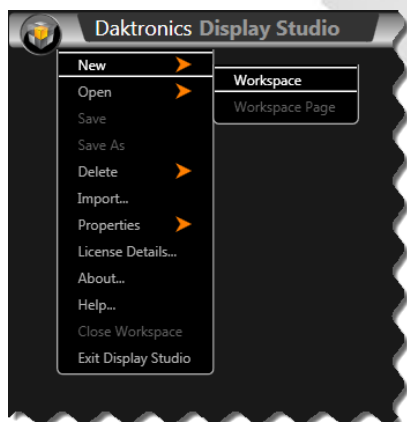 Daktronics Display Studio
New
Workspace
Open
Workspace Page
Save
Save As
Delete
Import...
Properties
License Details...
About...
Help...
Close Workspace
Exit Display Studio